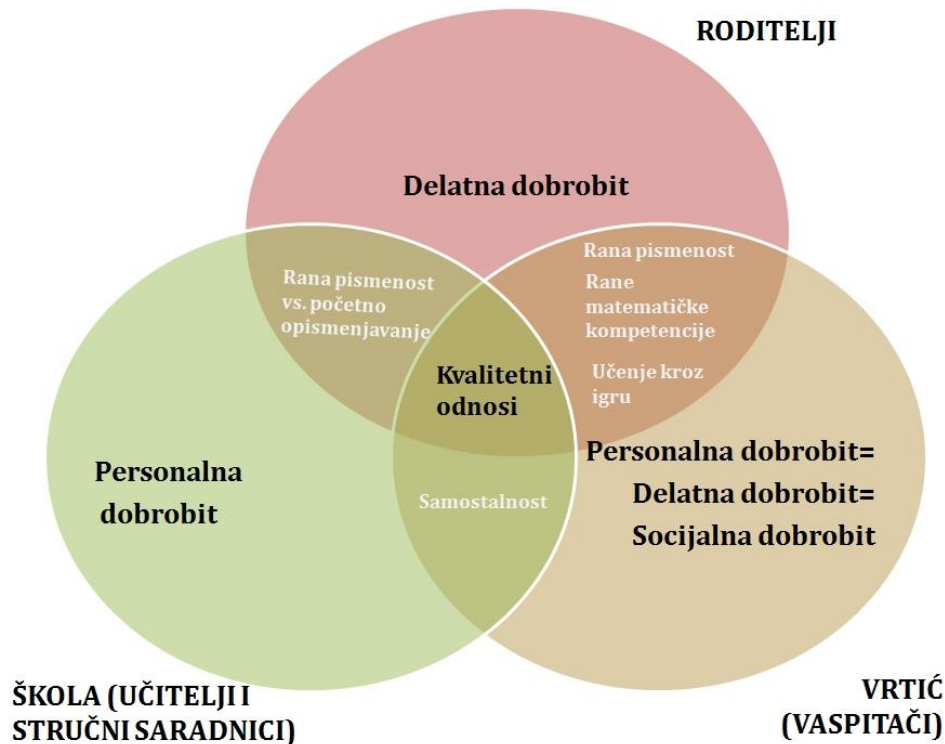 RODITELJI
Delatna dobrobit
Rana pismenost
vs. početno
opismenjavanje
Rana pismenost
Rane
matematičke
kompetencije
Učenje kroz
igru
Kvalitetni
odnosi
Personalna
dobrobit
Samostalnost
Personalna dobrobit=
Delatna dobrobit=
Socijalna dobrobit
ŠKOLA (UČITELJI I
STRUČNI SARADNICI)
VRTIĆ
(VASPITAČI)